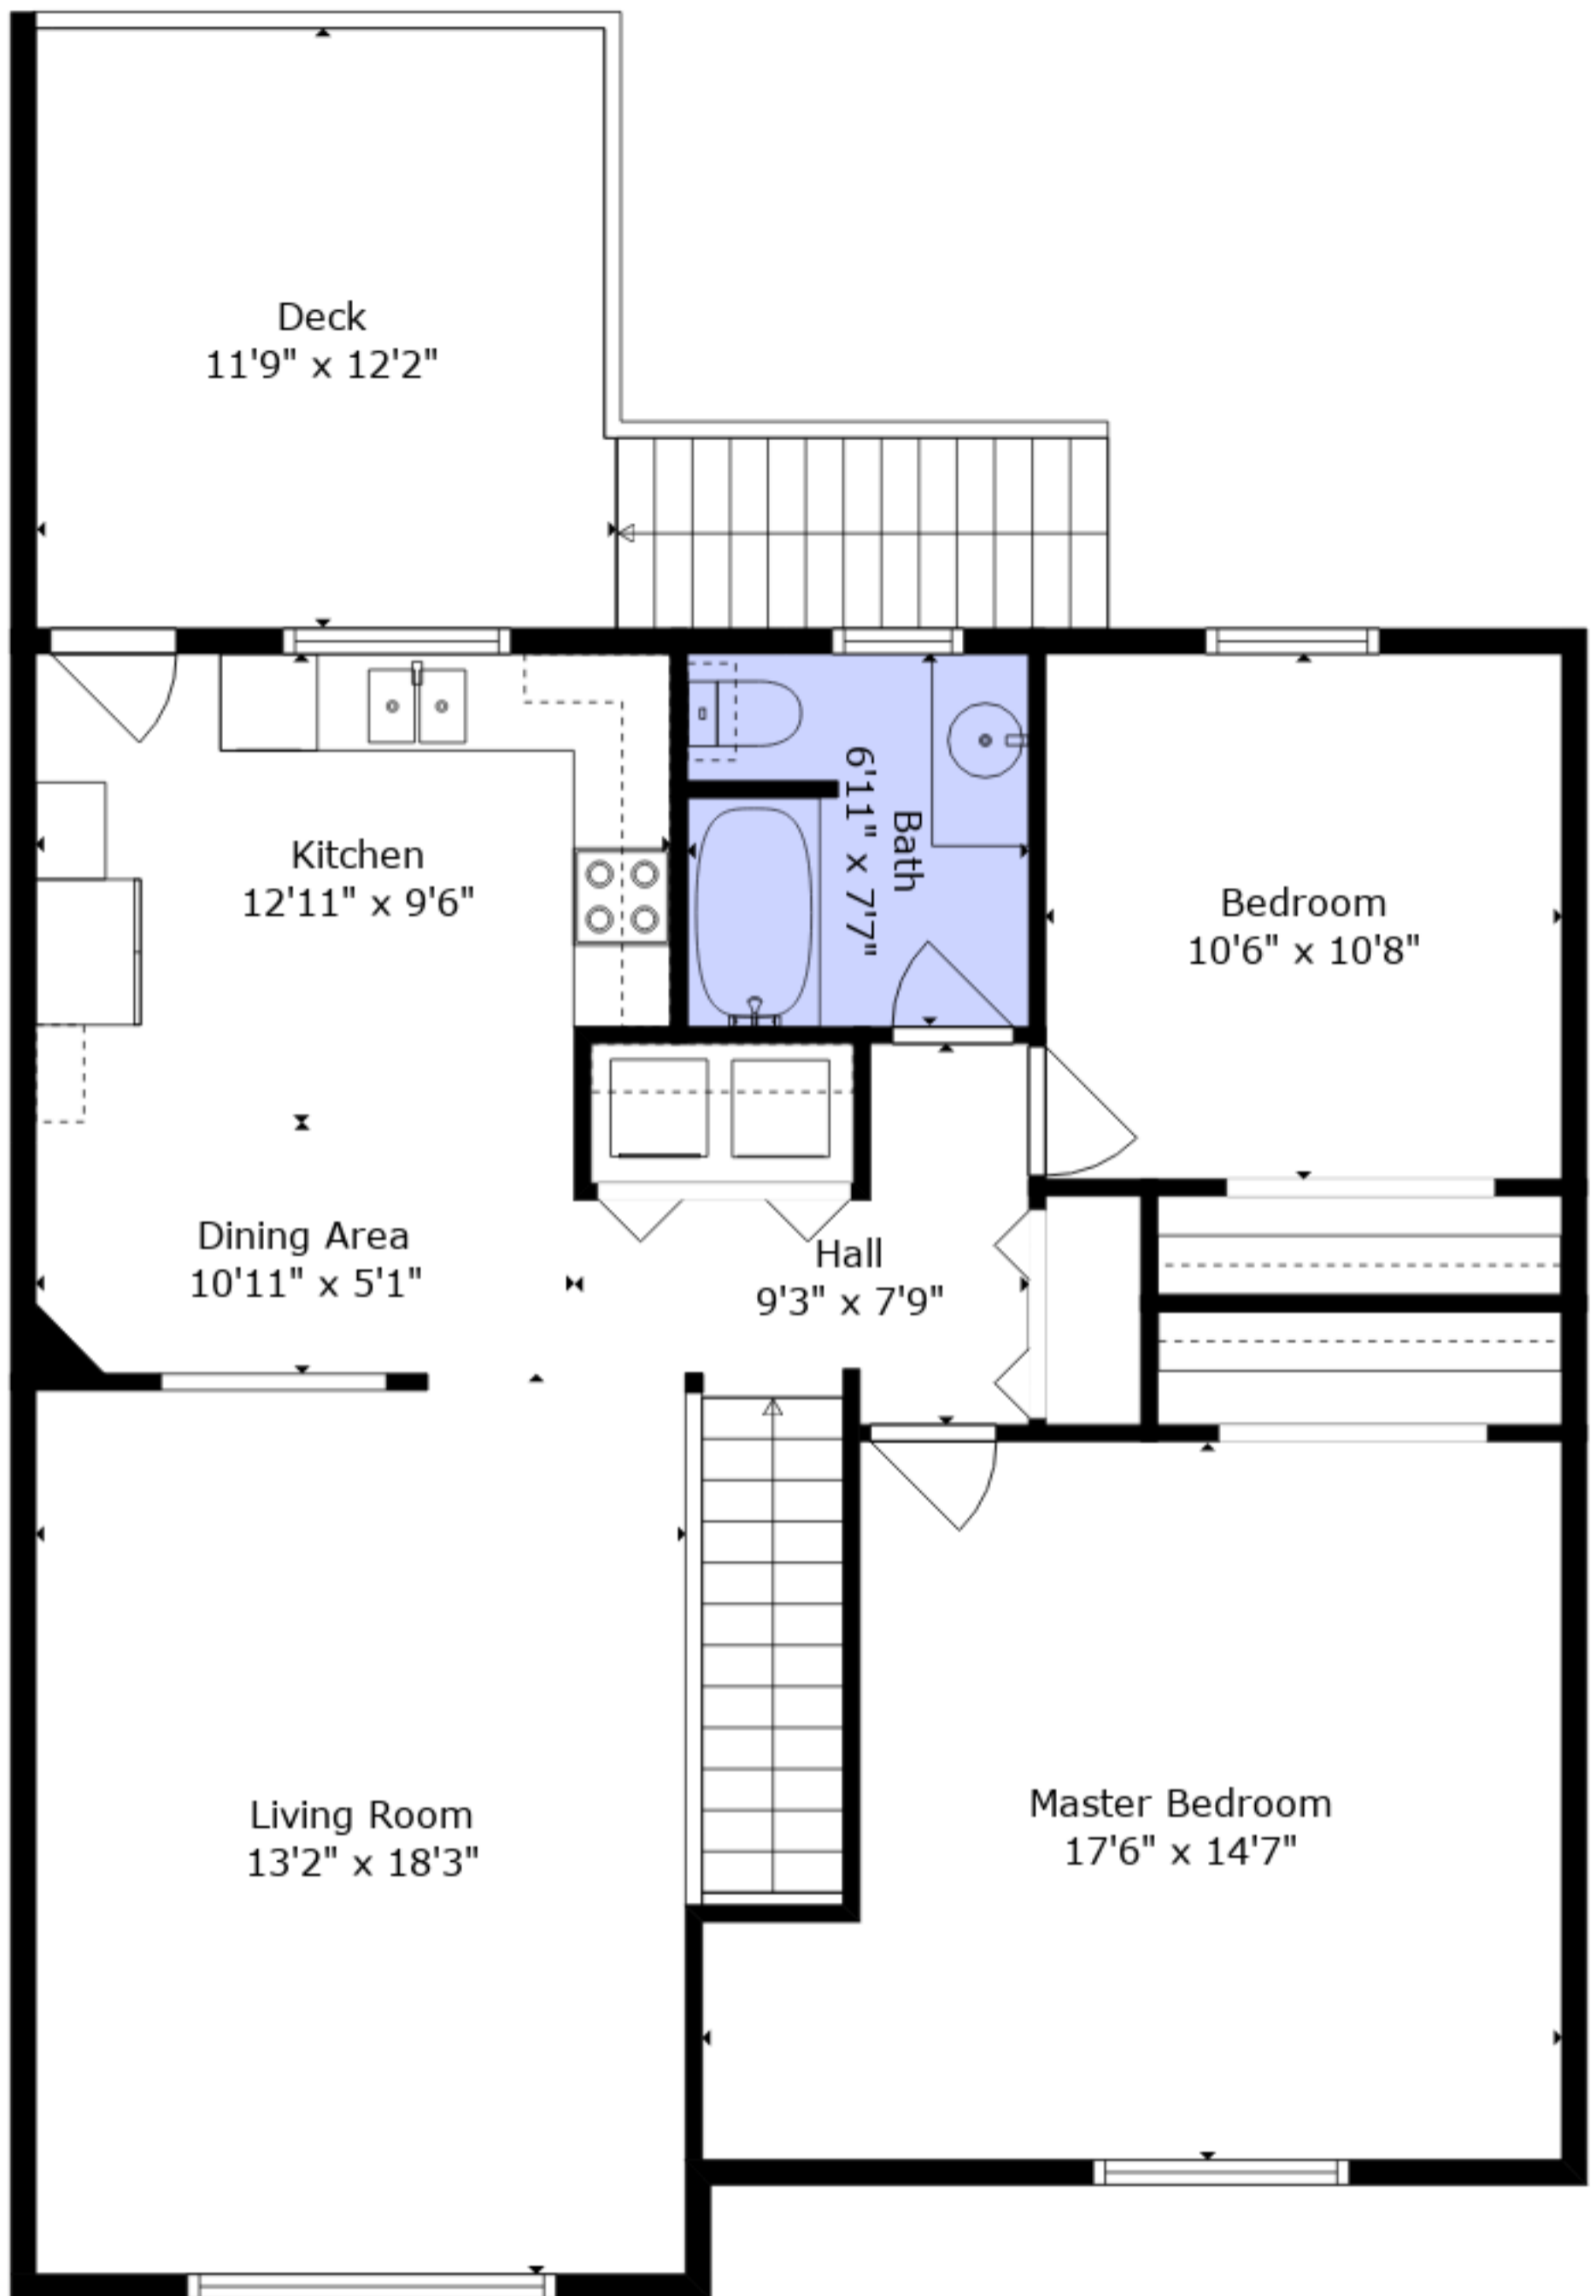 Deck
11'9" x 12'2"
Kitchen
12'11" x 9'6"
Bath
6'11" x 7'7"
Bedroom
10'6" x 10'8"
Dining Area
10'11" x 5'1"
Hall
9'3" x 7'9"
Living Room
13'2" x 18'3"
Master Bedroom
17'6" x 14'7"